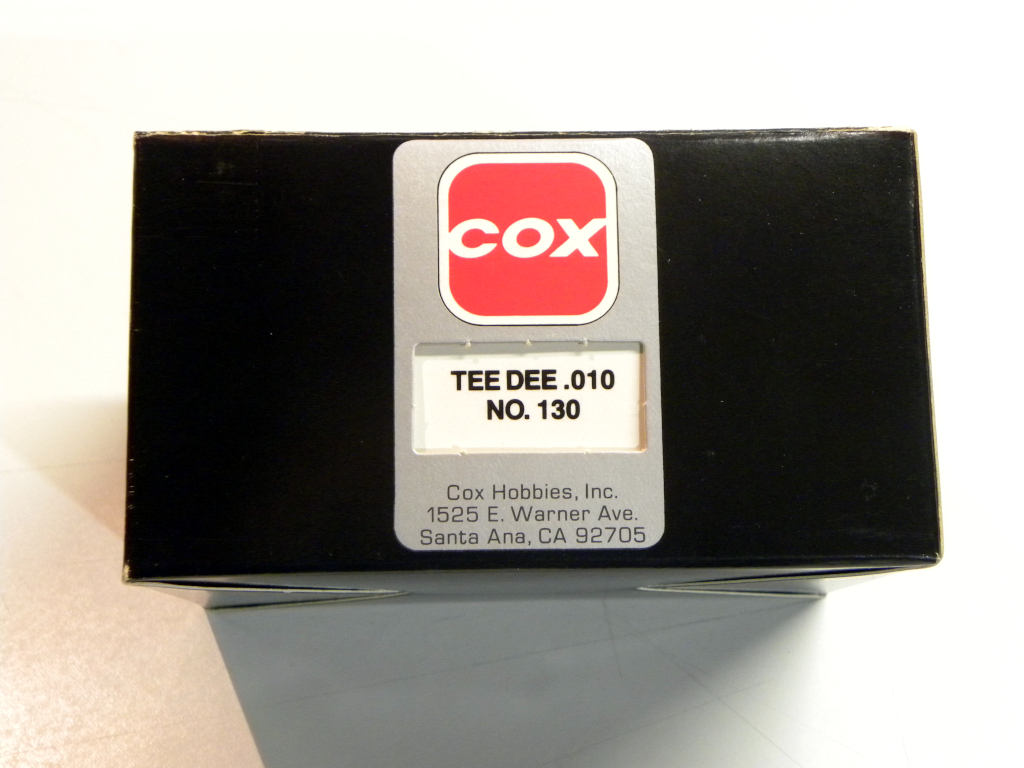 COX
TEE DEE .010
NO. 130
Cox Hobbies, Inc.
1525 E. Warner Ave.
Santa Ana, CA 92705